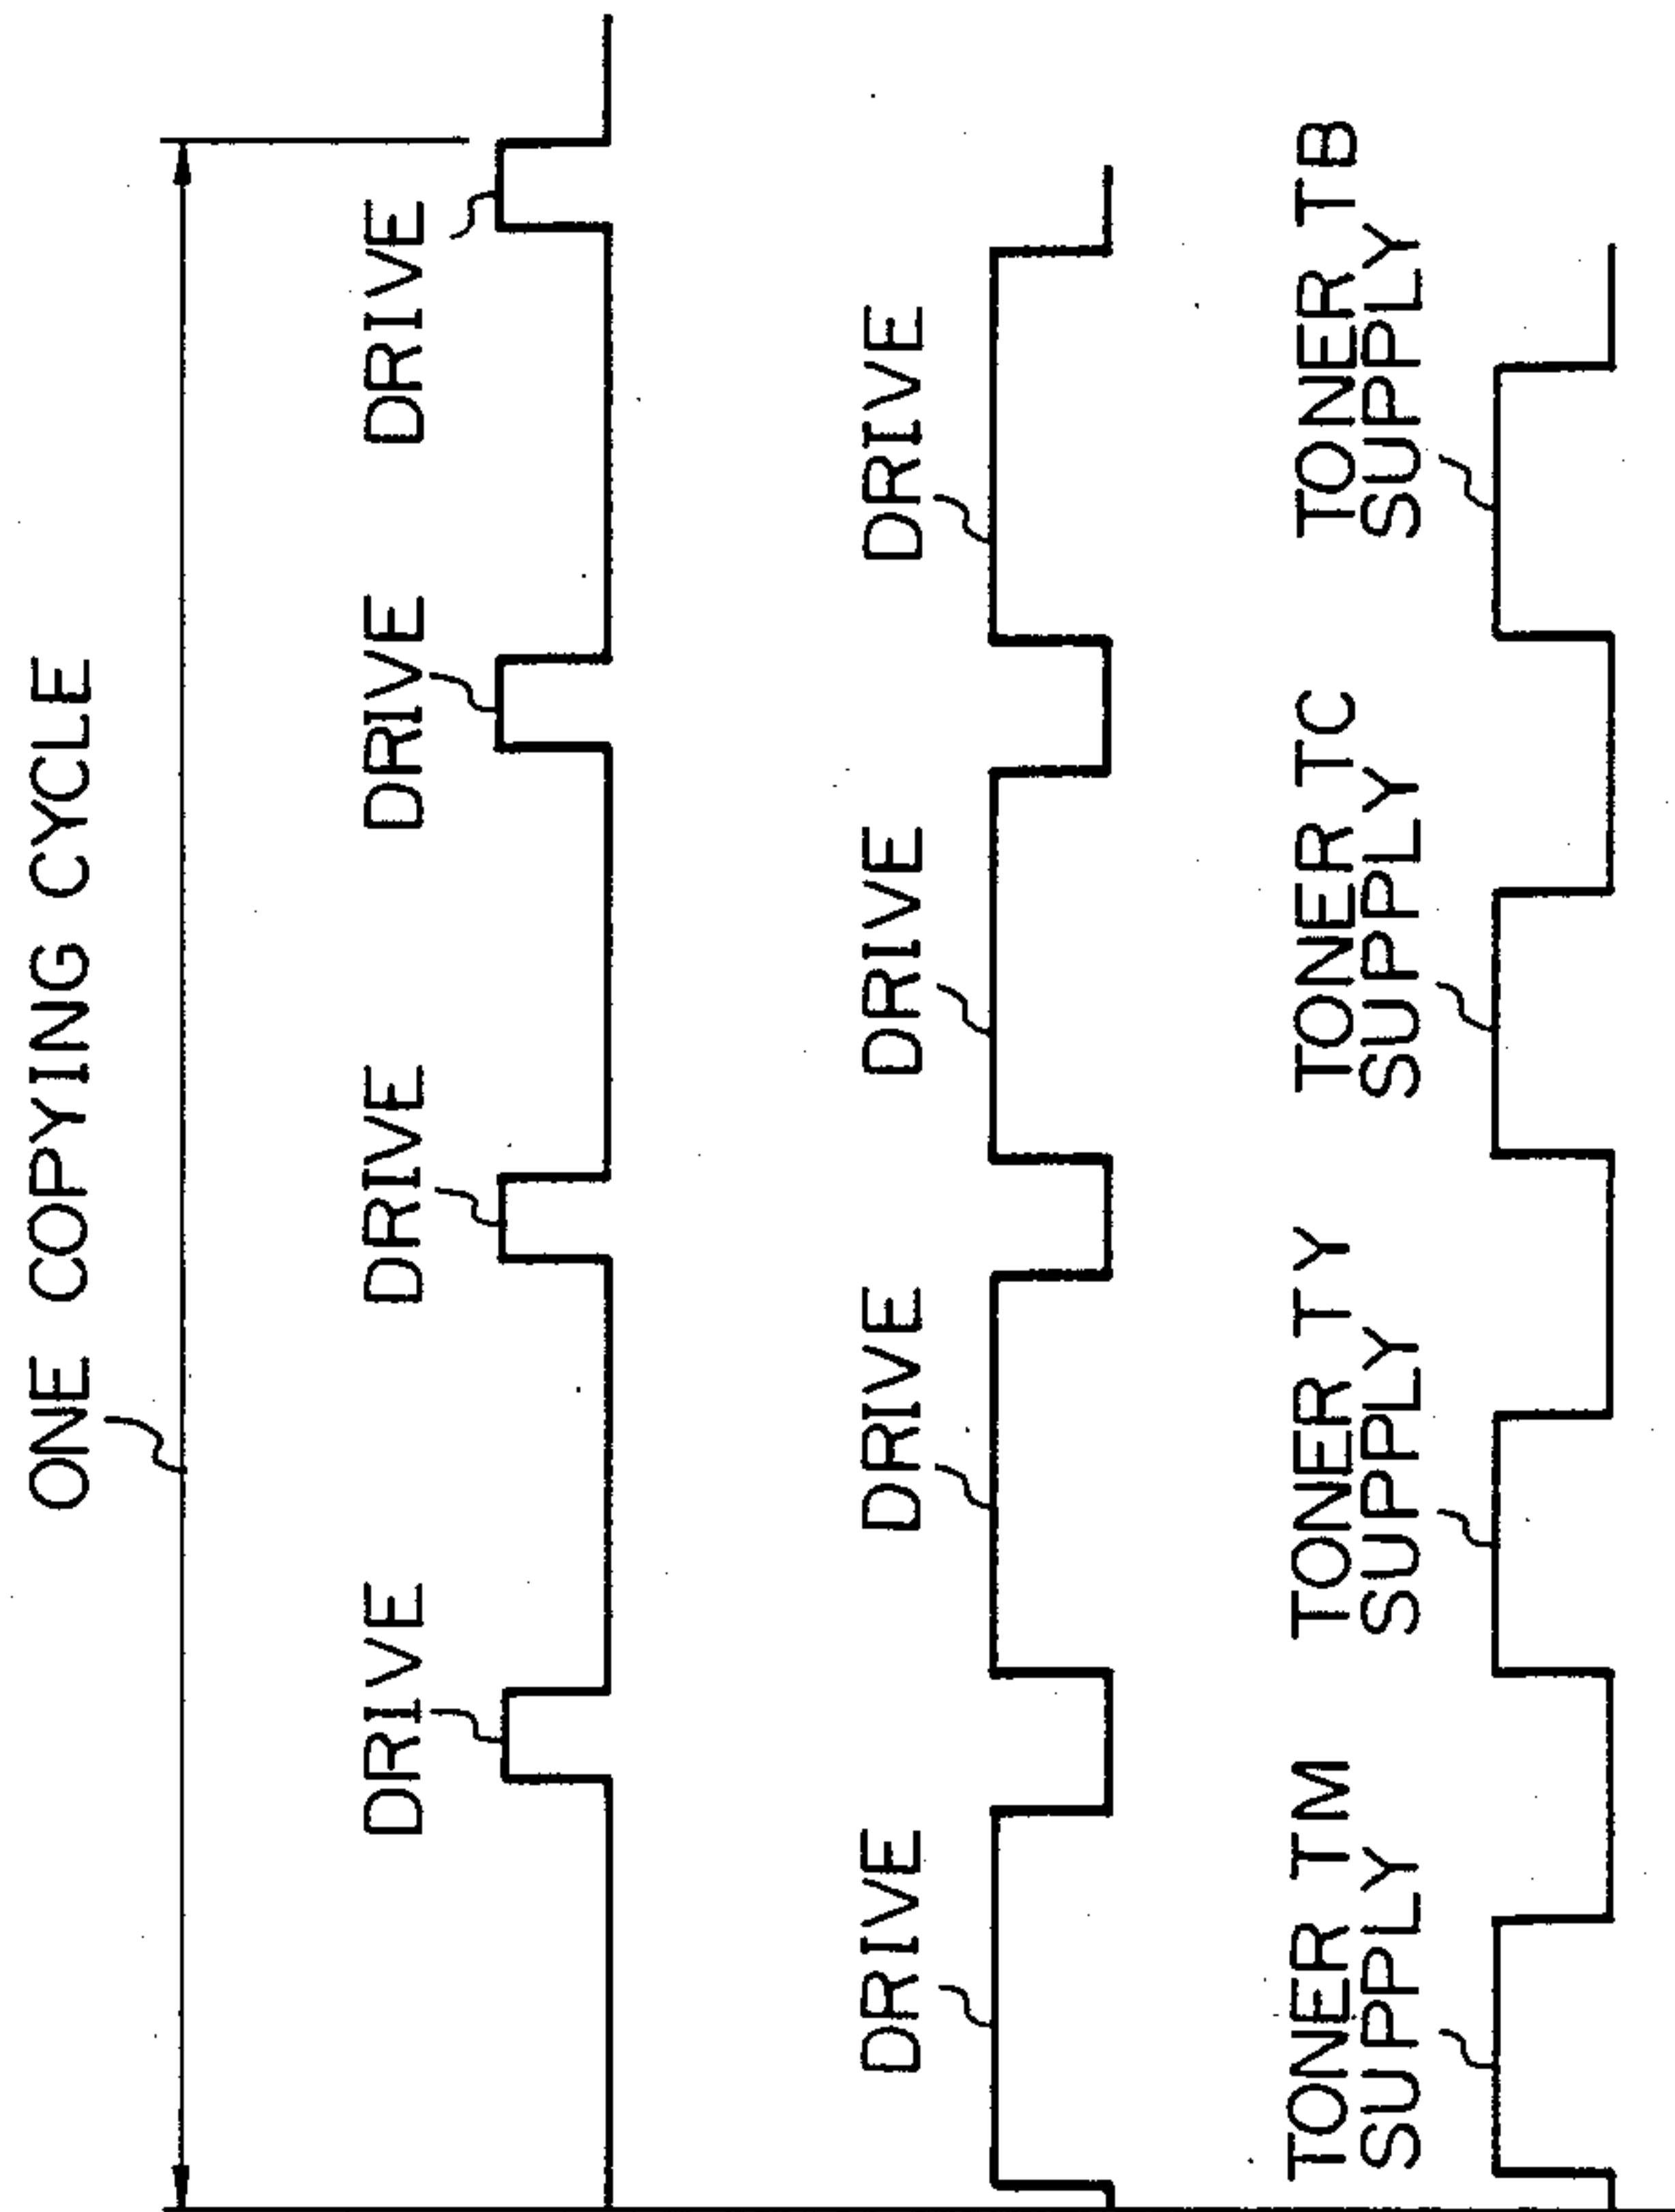 ONE COPYING CYCLE
DRIVE
DRIVE
DRIVE
DRIVE
DRIVE
DRIVE
DRIVE
DRIVE
TONER TM
SUPPLY
TONER TY
SUPPLY
TONER TC
SUPPLY
TONER TB
SUPPLY